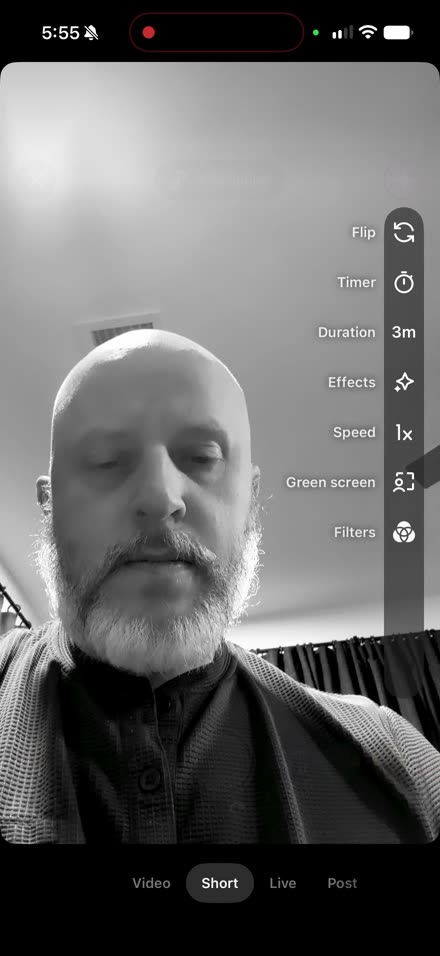 5:55
Flip
Timer
Duration 3m
Effects
Speed 1x
Green screen
Filters
Video Short Live Post